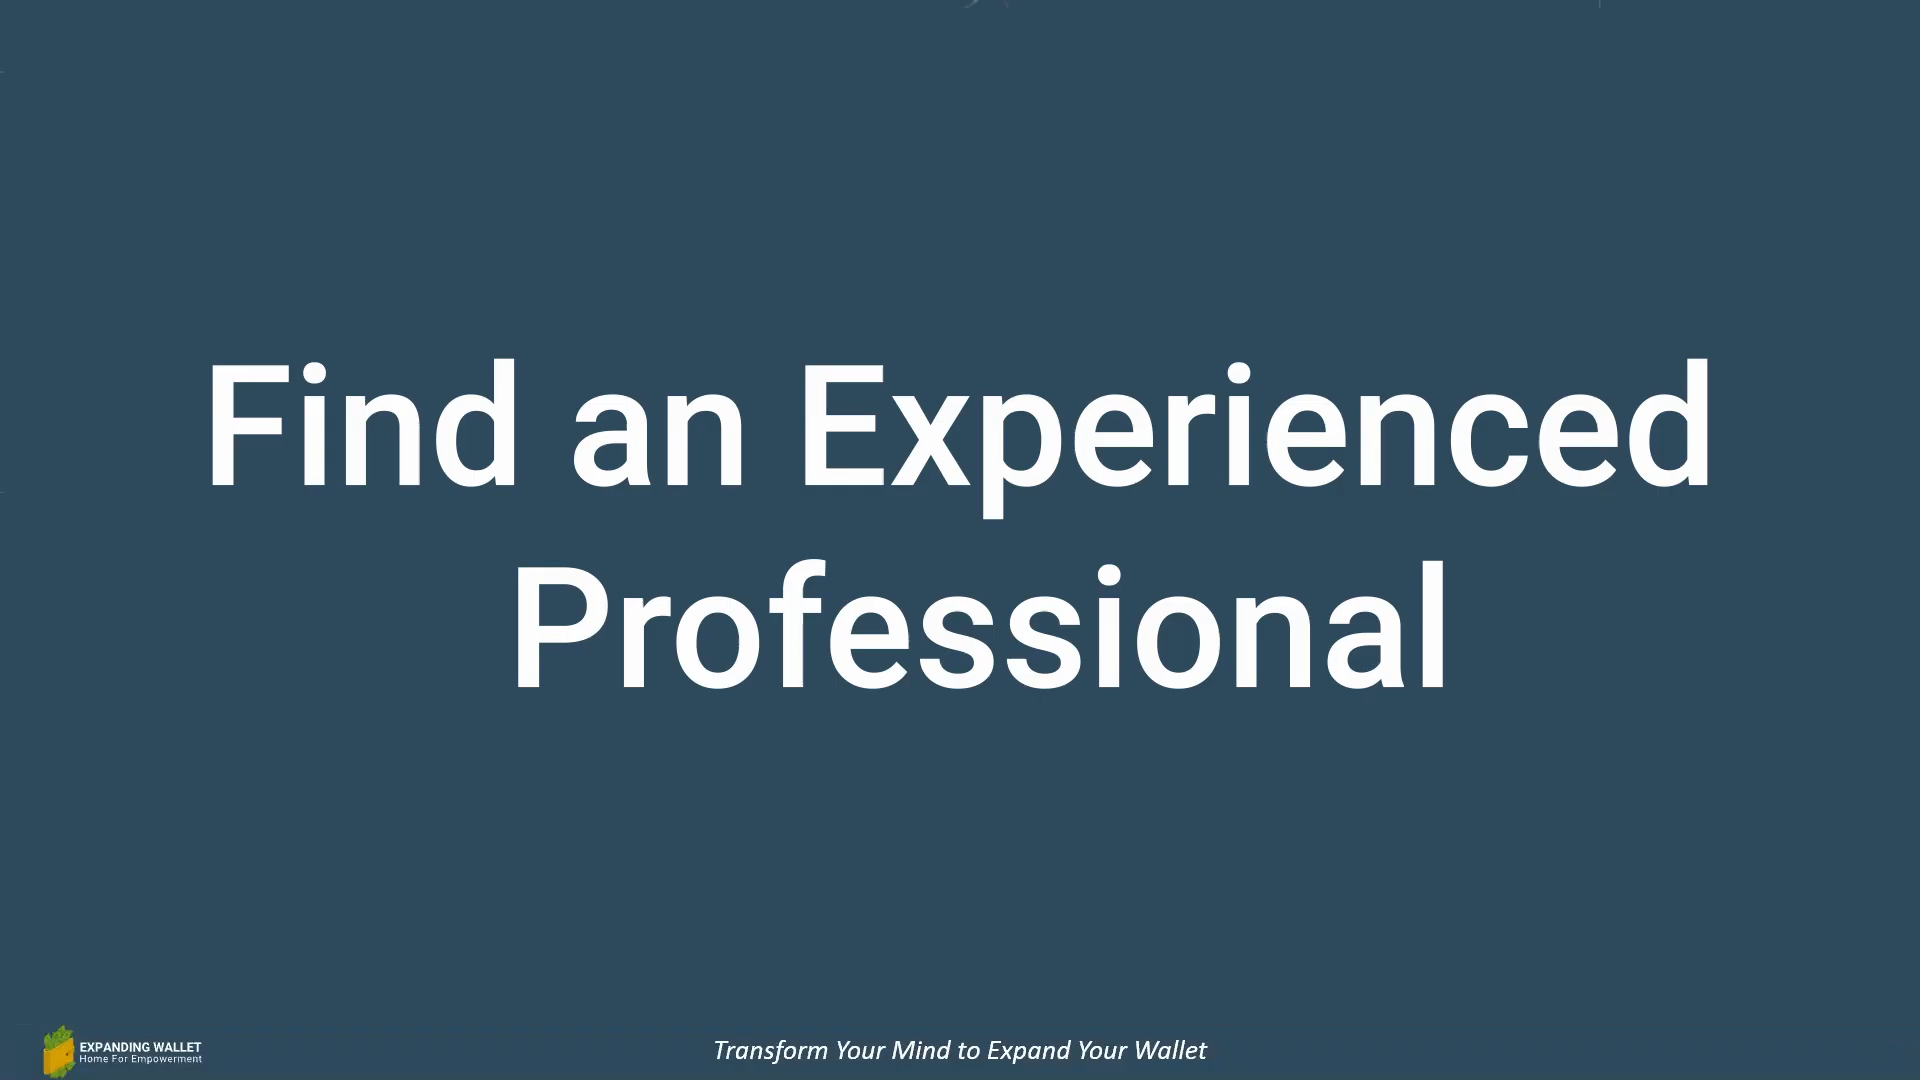 Find an Experienced
Professional
EXPANDING WALLET
Home For Empowerment
Transform Your Mind to Expand Your Wallet